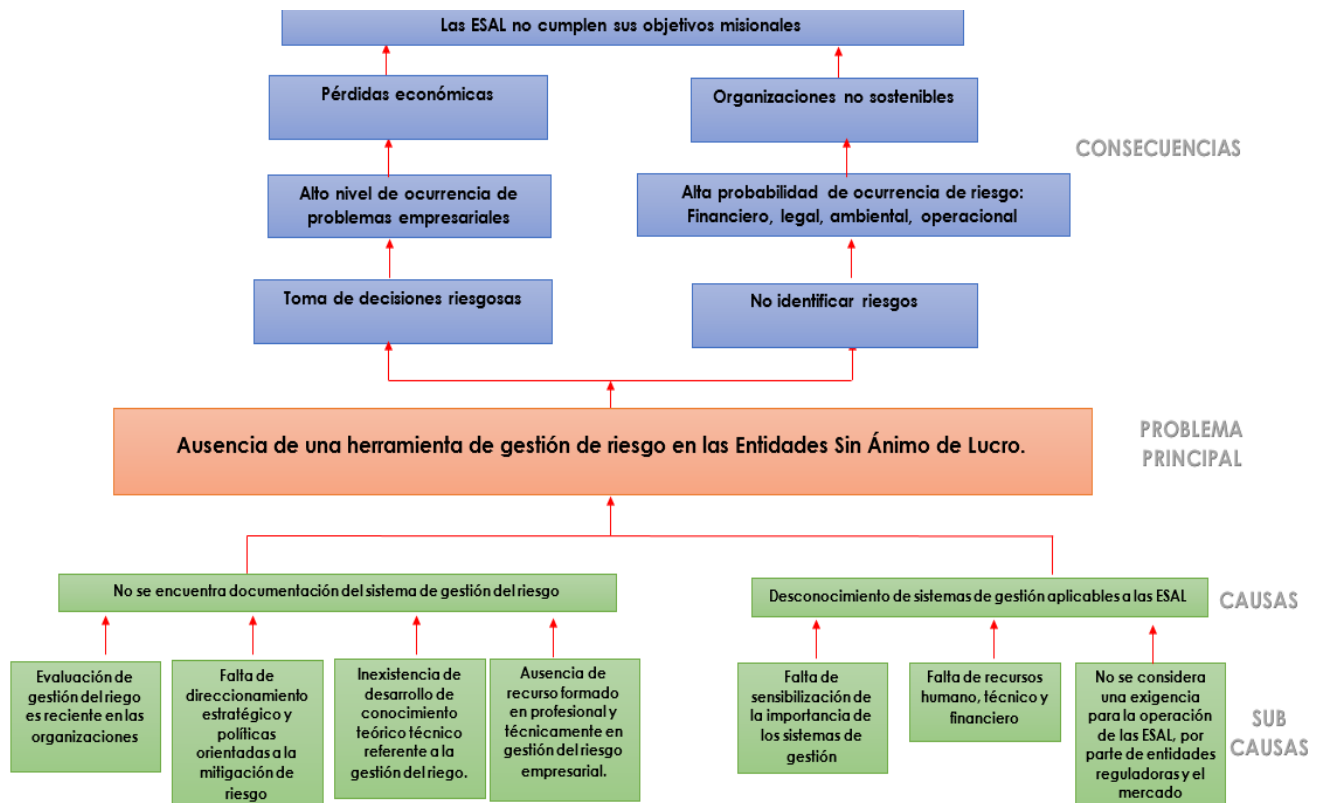 Las ESAL no cumplen sus objetivos misionales
Pérdidas económicas
Organizaciones no sostenibles
CONSECUENCIAS
Alto nivel de ocurrencia de
problemas empresariales
Alta probabilidad de ocurrencia de riesgo:
Financiero, legal, ambiental, operacional
Toma de decisiones riesgosas
No identificar riesgos
Ausencia de una herramienta de gestión de riesgo en las Entidades Sin Ánimo de Lucro.
PROBLEMA
PRINCIPAL
No se encuentra documentación del sistema de gestión del riesgo
Desconocimiento de sistemas de gestión aplicables a las ESAL
CAUSAS
Evaluación de
gestión del riego
es reciente en las
organizaciones
Falta de
direccionamiento
estratégico y
políticas
orientadas a la
mitigación de
riesgo
Inexistencia de
desarrollo de
conocimiento
teórico técnico
referente a la
gestión del riego.
Ausencia de
recurso formado
en profesional y
técnicamente en
gestión del riesgo
empresarial.
Falta de
sensibilización de
la importancia de
los sistemas de
gestión
Falta de recursos
humano, técnico y
financiero
No se considera
una exigencia
para la operación
de las ESAL, por
parte de entidades
reguladoras y el
mercado
SUB
CAUSAS